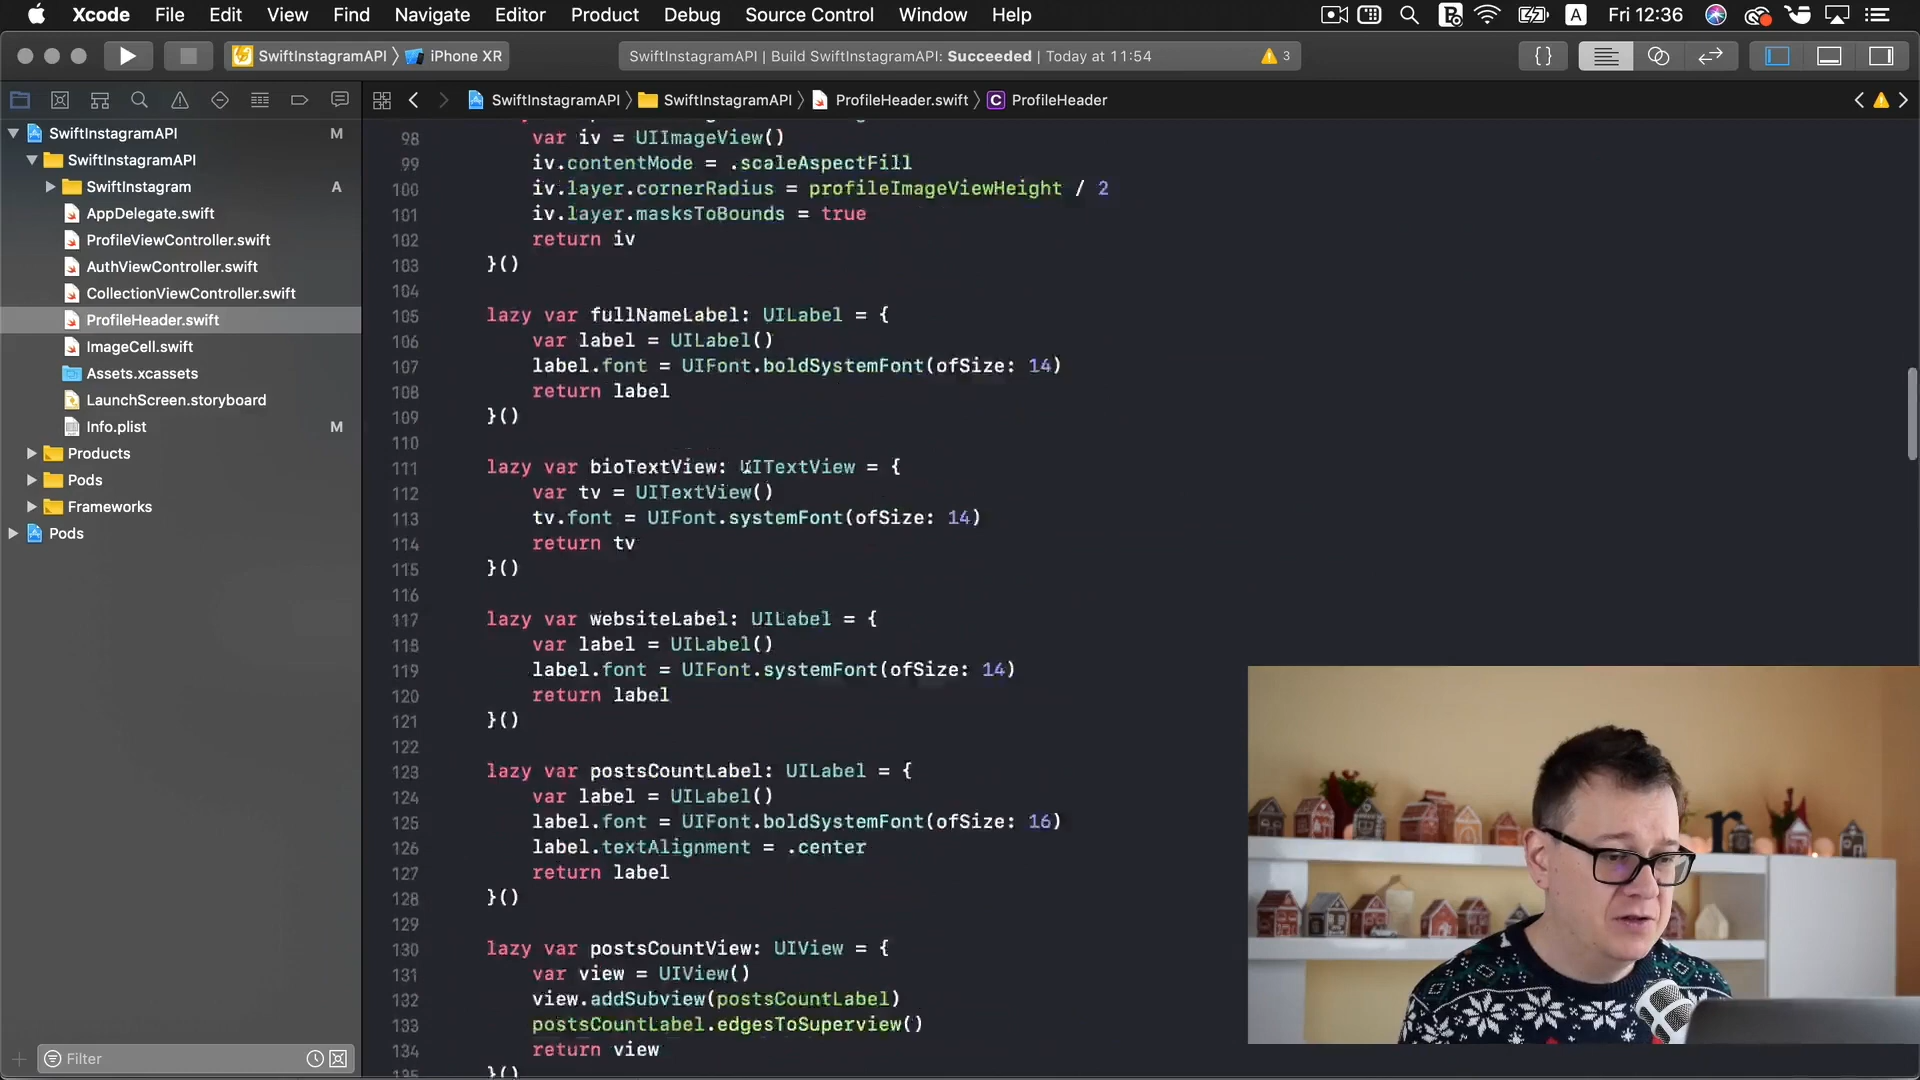 Xcode File Edit View Find Navigate Editor Product Debug Source Control Window Help
A Fri 12:36
SwiftInstagramAPI iPhone XR
SwiftInstagramAPI | Build SwiftInstagramAPI: Succeeded | Today at 11:54
3
SwiftInstagramAPI SwiftInstagramAPI ProfileHeader.swift C ProfileHeader
SwiftInstagramAPI M
SwiftInstagramAPI
SwiftInstagram A
AppDelegate.swift
ProfileViewController.swift
AuthViewController.swift
CollectionViewController.swift
ProfileHeader.swift
ImageCell.swift
Assets.xcassets
LaunchScreen.storyboard
Info.plist M
Products
Pods
Frameworks
Pods
Filter
98 var iv = UIImageView()
99 iv.contentMode = .scaleAspectFill
100 iv.layer.cornerRadius = profileImageViewHeight / 2
101 iv.layer.masksToBounds = true
102 return iv
103 }()
104
105 lazy var fullNameLabel: UILabel = {
106 var label = UILabel()
107 label.font = UIFont.boldSystemFont(ofSize: 14)
108 return label
109 }()
110
111 lazy var bioTextView: UITextView = {
112 var tv = UITextView()
113 tv.font = UIFont.systemFont(ofSize: 14)
114 return tv
115 }()
116
117 lazy var websiteLabel: UILabel = {
118 var label = UILabel()
119 label.font = UIFont.systemFont(ofSize: 14)
120 return label
121 }()
122
123 lazy var postsCountLabel: UILabel = {
124 var label = UILabel()
125 label.font = UIFont.boldSystemFont(ofSize: 16)
126 label.textAlignment = .center
127 return label
128 }()
129
130 lazy var postsCountView: UIView = {
131 var view = UIView()
132 view.addSubview(postsCountLabel)
133 postsCountLabel.edgesToSuperview()
134 return view
135 }()